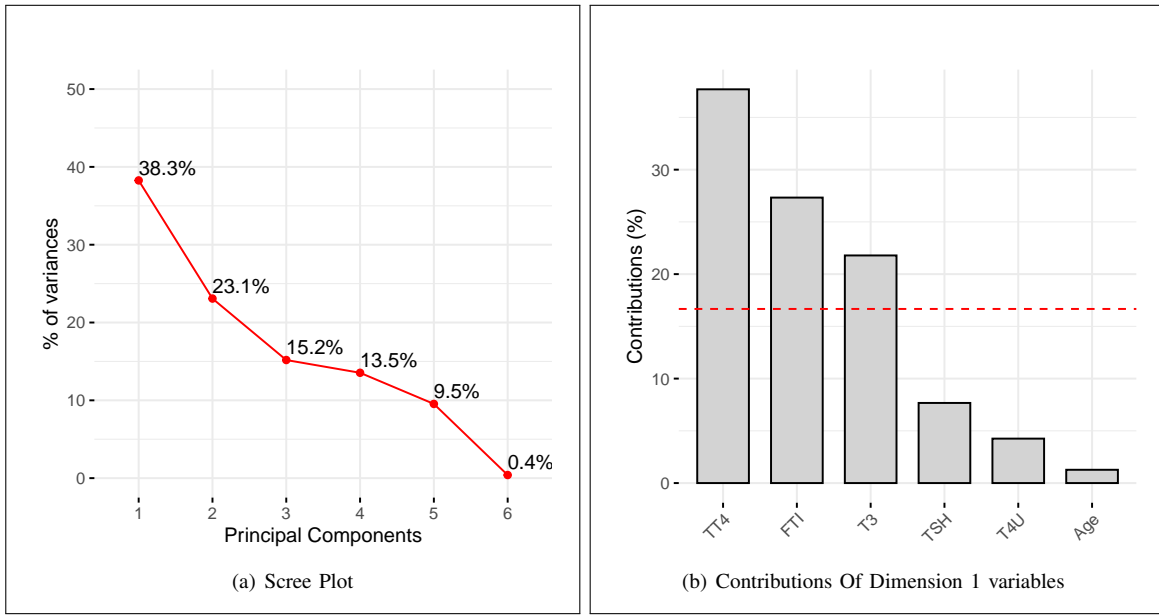 50
40
30
20
10
0
% of variances
38.3%
23.1%
15.2%
13.5%
9.5%
0.4%
1 2 3 4 5 6
Principal Components
(a) Scree Plot
30
20
10
0
Contributions (%)
TT4 FTI T3 TSH T4U Age
(b) Contributions Of Dimension 1 variables